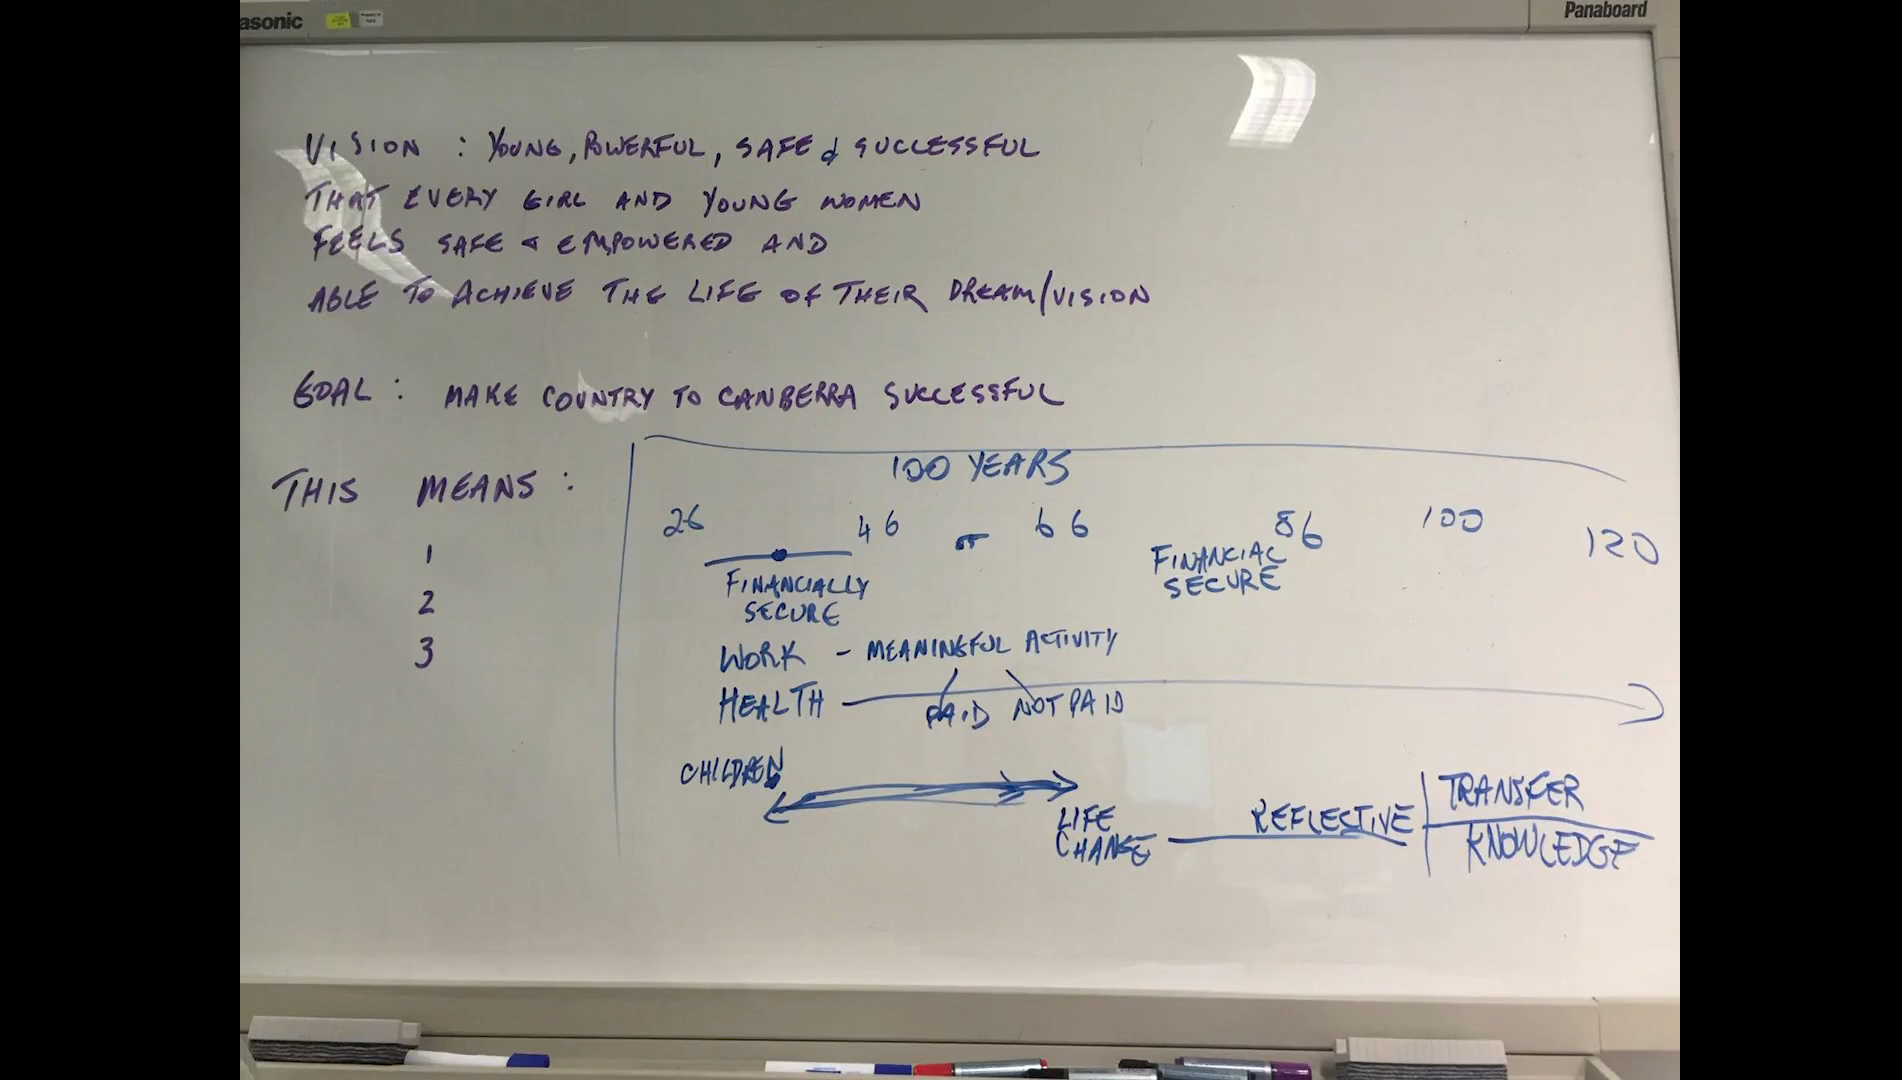 asonic
Panaboard
VISION : YOUNG, POWERFUL, SAFE & SUCCESSFUL
THAT EVERY GIRL AND YOUNG WOMEN
FEELS SAFE & EMPOWERED AND
ABLE TO ACHIEVE THE LIFE OF THEIR DREAM/VISION
GOAL : MAKE COUNTRY TO CANBERRA SUCCESSFUL
THIS MEANS :
1
2
3
100 YEARS
26 46 or 66 86 100 120
FINANCIALLY SECURE
FINANCIAL SECURE
WORK - MEANINGFUL ACTIVITY
HEALTH
PAID NOT PAID
CHILDREN
LIFE CHANGE
REFLECTIVE
TRANSFER
KNOWLEDGE